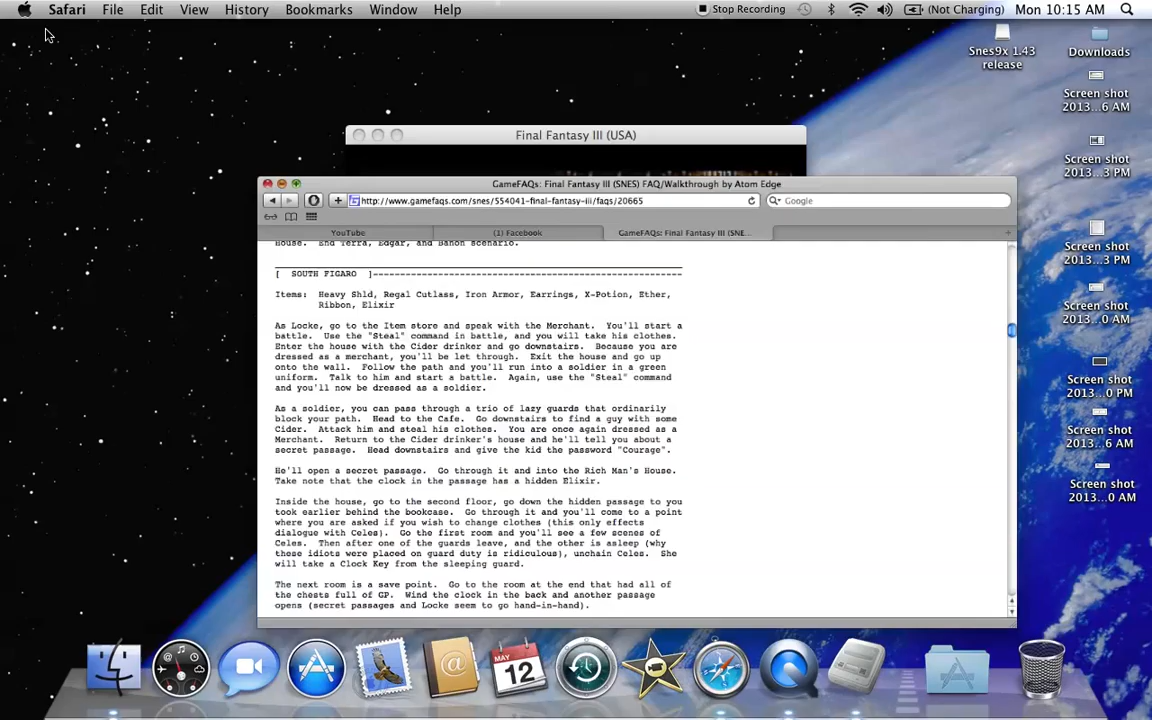 Safari File Edit View History Bookmarks Window Help Stop Recording (Not Charging) Mon 10:15 AM
Snes9x 1.43
release
Downloads
Screen shot
2013...6 AM
Screen shot
2013...3 PM
Screen shot
2013...3 PM
Screen shot
2013...0 AM
Screen shot
2013...0 PM
Screen shot
2013...6 AM
Screen shot
2013...0 AM
Final Fantasy III (USA)
GameFAQs: Final Fantasy III (SNES) FAQ/Walkthrough by Atom Edge
http://www.gamefaqs.com/snes/554041-final-fantasy-iii/faqs/20665 Google
YouTube (1) Facebook GameFAQs: Final Fantasy III (SNE...
House. End Terra, Edgar, and Banon scenario.
[ SOUTH FIGARO ]------------------------------------------------------
Items: Heavy Shld, Regal Cutlass, Iron Armor, Earrings, X-Potion, Ether,
Ribbon, Elixir
As Locke, go to the Item store and speak with the Merchant. You'll start a
battle. Use the "Steal" command in battle, and you will take his clothes.
Enter the house with the Cider drinker and go downstairs. Because you are
dressed as a merchant, you'll be let through. Exit the house and go up
onto the wall. Follow the path and you'll run into a soldier in a green
uniform. Talk to him and start a battle. Again, use the "Steal" command
and you'll now be dressed as a soldier.
As a soldier, you can pass through a trio of lazy guards that ordinarily
block your path. Head to the Cafe. Go downstairs to find a guy with some
Cider. Attack him and steal his clothes. You are once again dressed as a
Merchant. Return to the Cider drinker's house and he'll tell you about a
secret passage. Head downstairs and give the kid the password "Courage".
He'll open a secret passage. Go through it and into the Rich Man's House.
Take note that the clock in the passage has a hidden Elixir.
Inside the house, go to the second floor, go down the hidden passage to you
took earlier behind the bookcase. Go through it and you'll come to a point
where you are asked if you wish to change clothes (this only effects
dialogue with Celes). Go the first room and you'll see a few scenes of
Celes. Then after one of the guards leave, and the other is asleep (why
these idiots were placed on guard duty is ridiculous), unchain Celes. She
will take a Clock Key from the sleeping guard.
The next room is a save point. Go to the room at the end that had all of
the chests full of GP. Wind the clock in the back and another passage
opens (secret passages and Locke seem to go hand-in-hand).
MAY
12